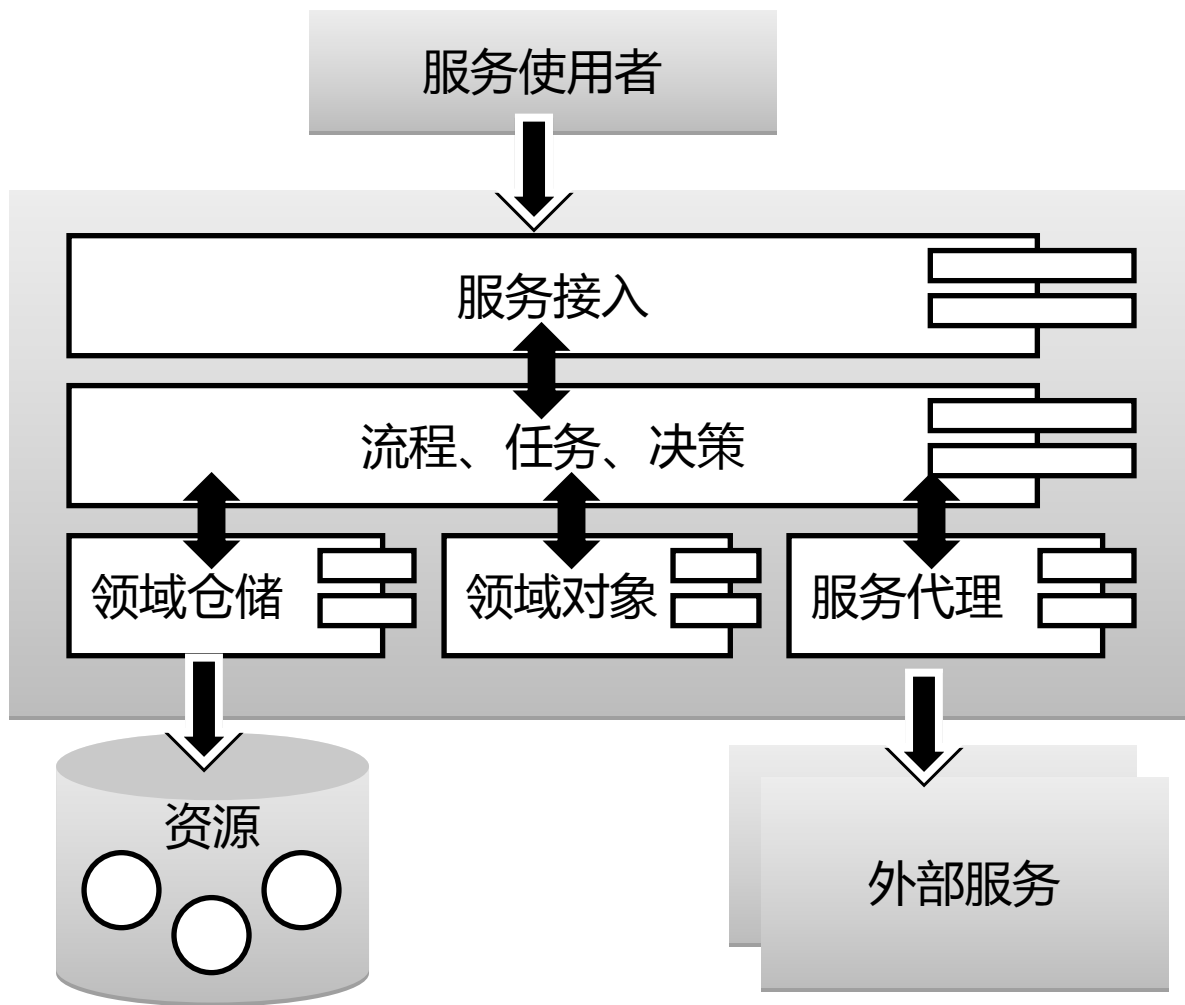 服务使用者
服务接入
流程、任务、决策
领域仓储
领域对象
服务代理
资源
外部服务